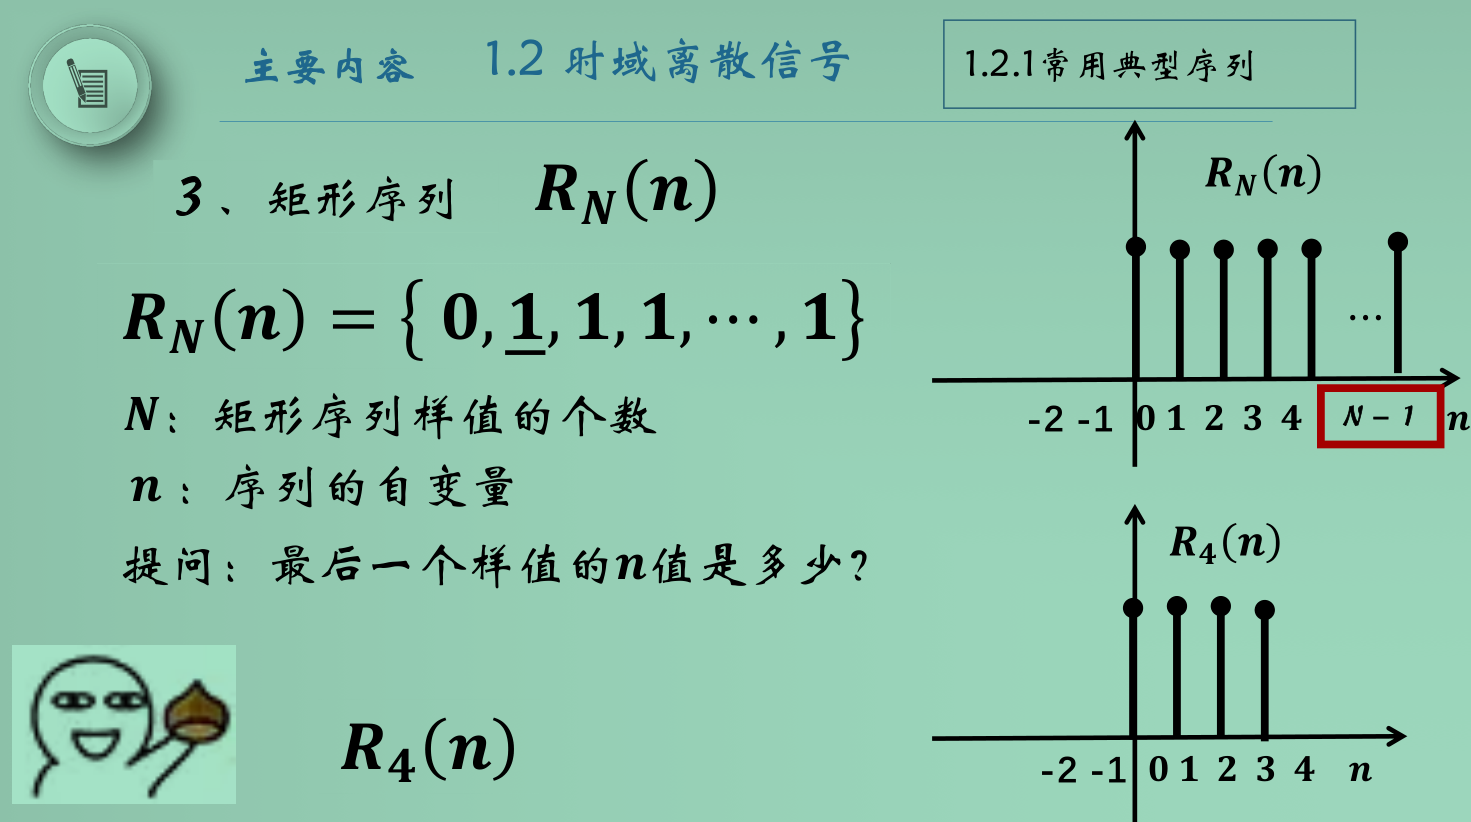 主要内容 1.2 时域离散信号
1.2.1常用典型序列
3、矩形序列 R_N(n)
R_N(n) = { 0, 1, 1, 1, ⋯ , 1}
N：矩形序列样值的个数
n：序列的自变量
提问：最后一个样值的n值是多少?
R_4(n)
R_N(n)
…
-2 -1 0 1 2 3 4 N − 1 n
R_4(n)
-2 -1 0 1 2 3 4 n